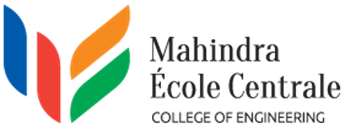 Mahindra
École Centrale
COLLEGE OF ENGINEERING